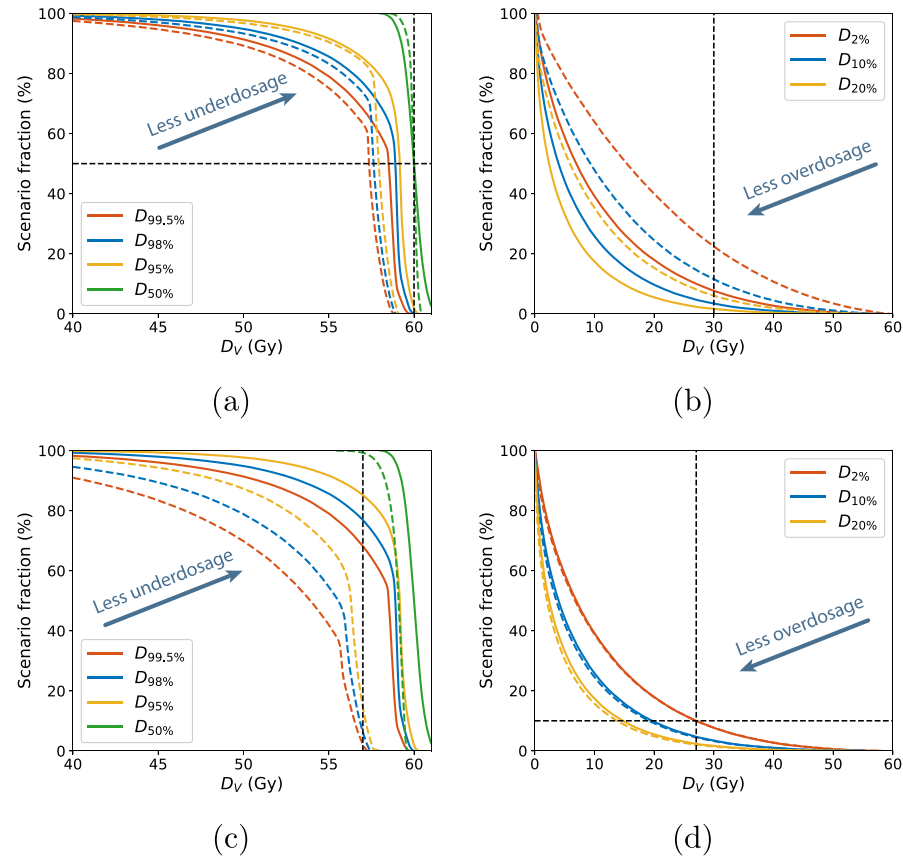 100
80
60
40
20
0
Scenario fraction (%)
Less underdosage
D99.5%
D98%
D95%
D50%
40 45 50 55 60
DV (Gy)
(a)
100
80
60
40
20
0
Scenario fraction (%)
D2%
D10%
D20%
Less overdosage
0 10 20 30 40 50 60
DV (Gy)
(b)
100
80
60
40
20
0
Scenario fraction (%)
Less underdosage
D99.5%
D98%
D95%
D50%
40 45 50 55 60
DV (Gy)
(c)
100
80
60
40
20
0
Scenario fraction (%)
D2%
D10%
D20%
Less overdosage
0 10 20 30 40 50 60
DV (Gy)
(d)